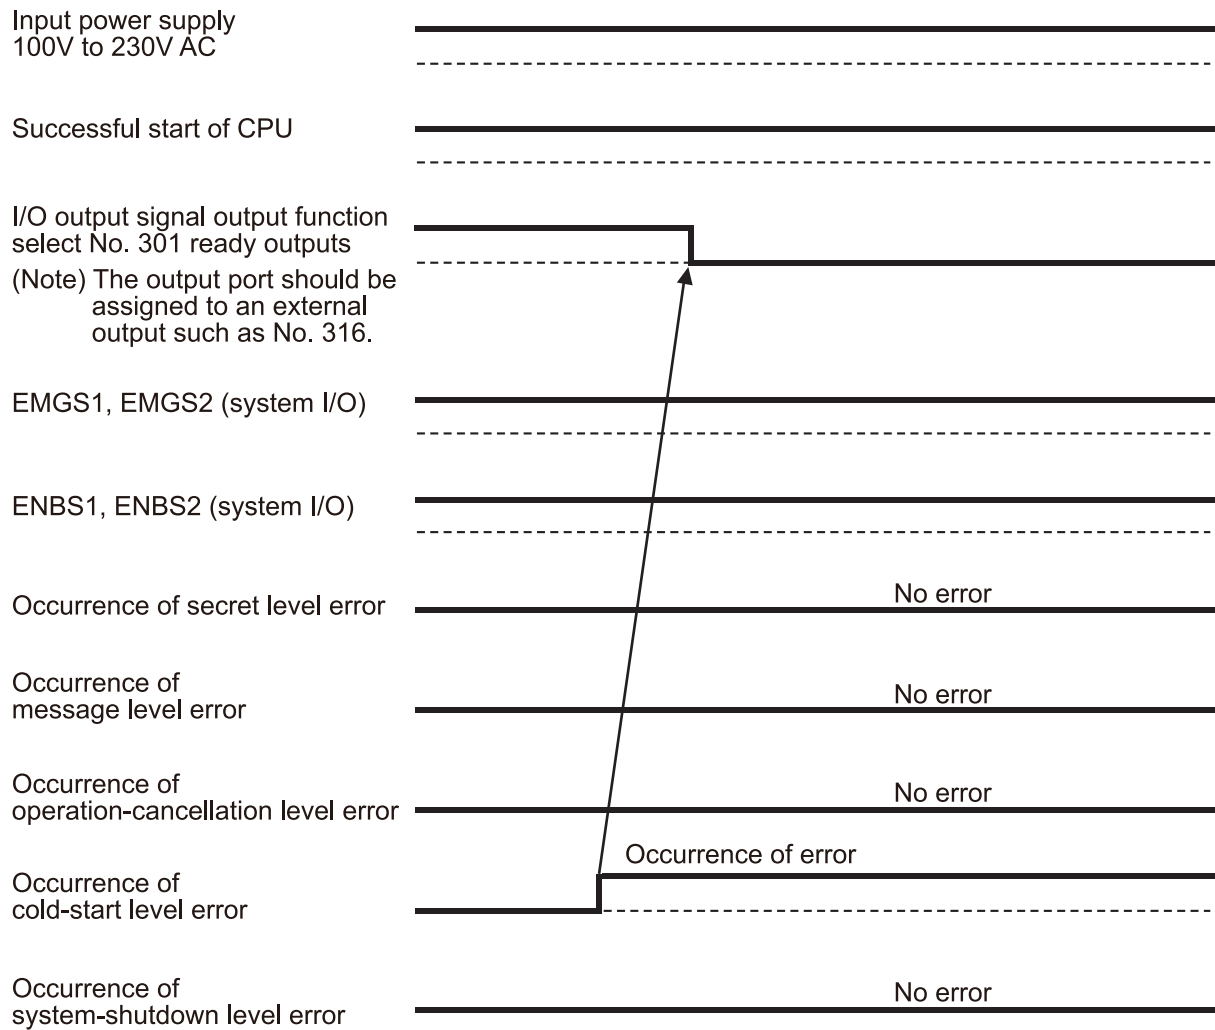 Input power supply
100V to 230V AC
Successful start of CPU
I/O output signal output function
select No. 301 ready outputs
(Note) The output port should be
assigned to an external
output such as No. 316.
EMGS1, EMGS2 (system I/O)
ENBS1, ENBS2 (system I/O)
Occurrence of secret level error
No error
Occurrence of
message level error
No error
Occurrence of
operation-cancellation level error
No error
Occurrence of error
Occurrence of
cold-start level error
Occurrence of
system-shutdown level error
No error